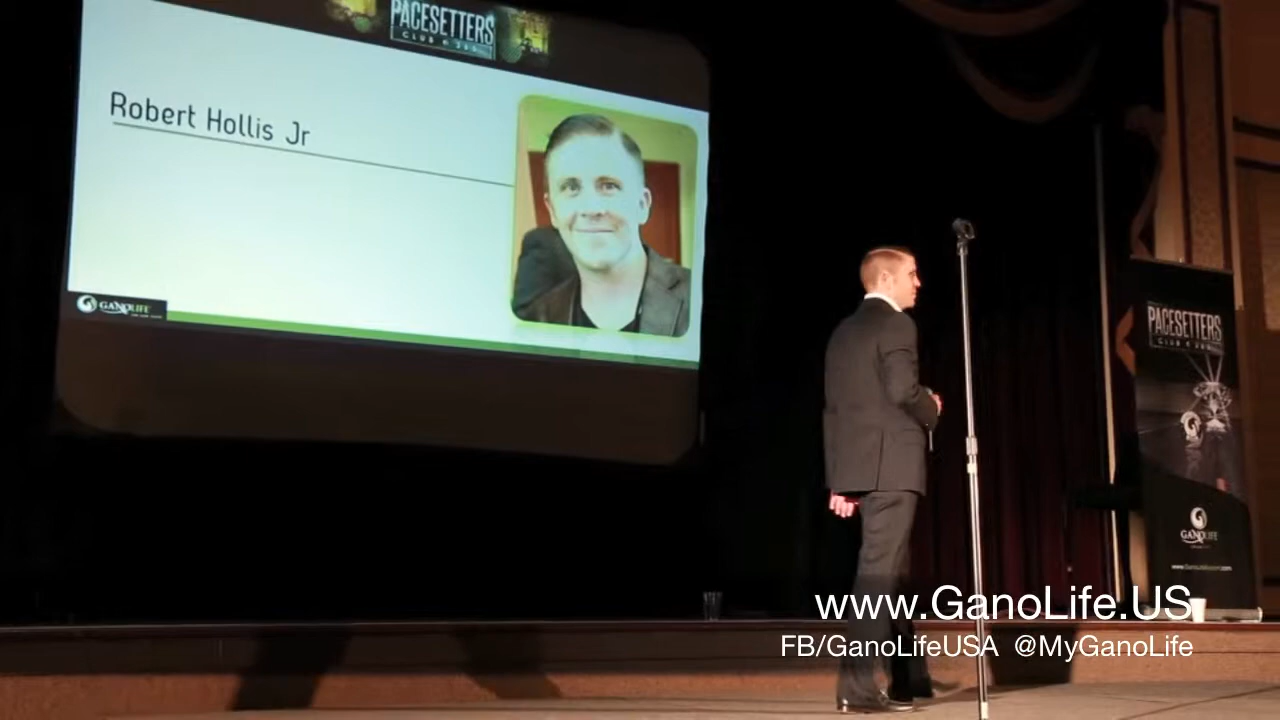 PACESETTERS
Robert Hollis Jr
GANOLIFE
PACESETTERS
GANOLIFE
www.GanoLife.US
FB/GanoLifeUSA @MyGanoLife